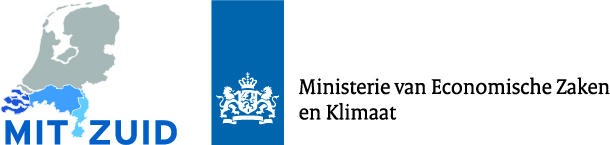 MIT ZUID
Ministerie van Economische Zaken
en Klimaat